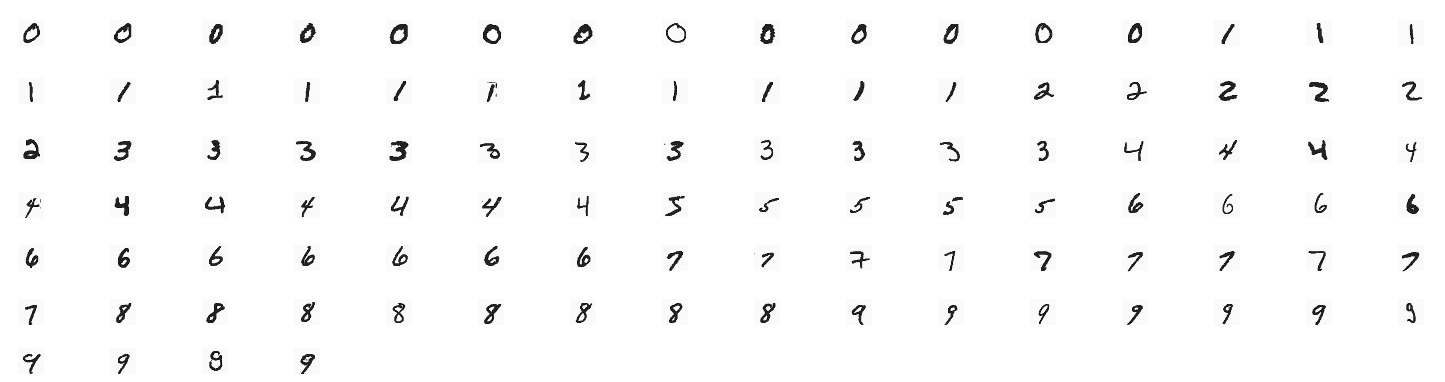 0 0 0 0 0 0 0 0 0 0 0 0 0 1 1 1
1 1 1 1 1 1 1 1 1 1 1 2 2 2 2 2
2 3 3 3 3 3 3 3 3 3 3 3 4 4 4 4
4 4 4 4 4 4 4 5 5 5 5 5 6 6 6 6
6 6 6 6 6 6 6 7 7 7 7 7 7 7 7 7
7 8 8 8 8 8 8 8 8 9 9 9 9 9 9 9
9 9 9 9